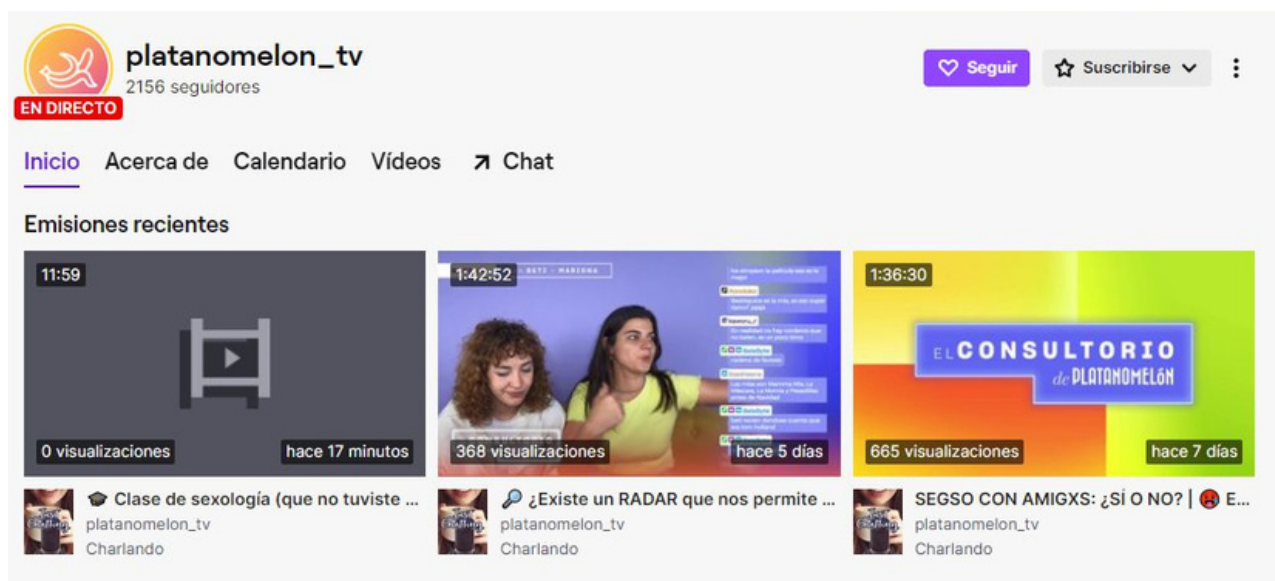 platanomelon_tv
2156 seguidores
EN DIRECTO
Seguir
Suscribirse
Inicio
Acerca de
Calendario
Vídeos
Chat
Emisiones recientes
11:59
0 visualizaciones
hace 17 minutos
🎓 Clase de sexología (que no tuviste ...
platanomelon_tv
Charlando
1:42:52
368 visualizaciones
hace 5 días
🔎 ¿Existe un RADAR que nos permite ...
platanomelon_tv
Charlando
1:36:30
EL CONSULTORIO
de PLATANOMELÓN
665 visualizaciones
hace 7 días
SEGSO CON AMIGXS: ¿SÍ O NO? | 🥵 E...
platanomelon_tv
Charlando